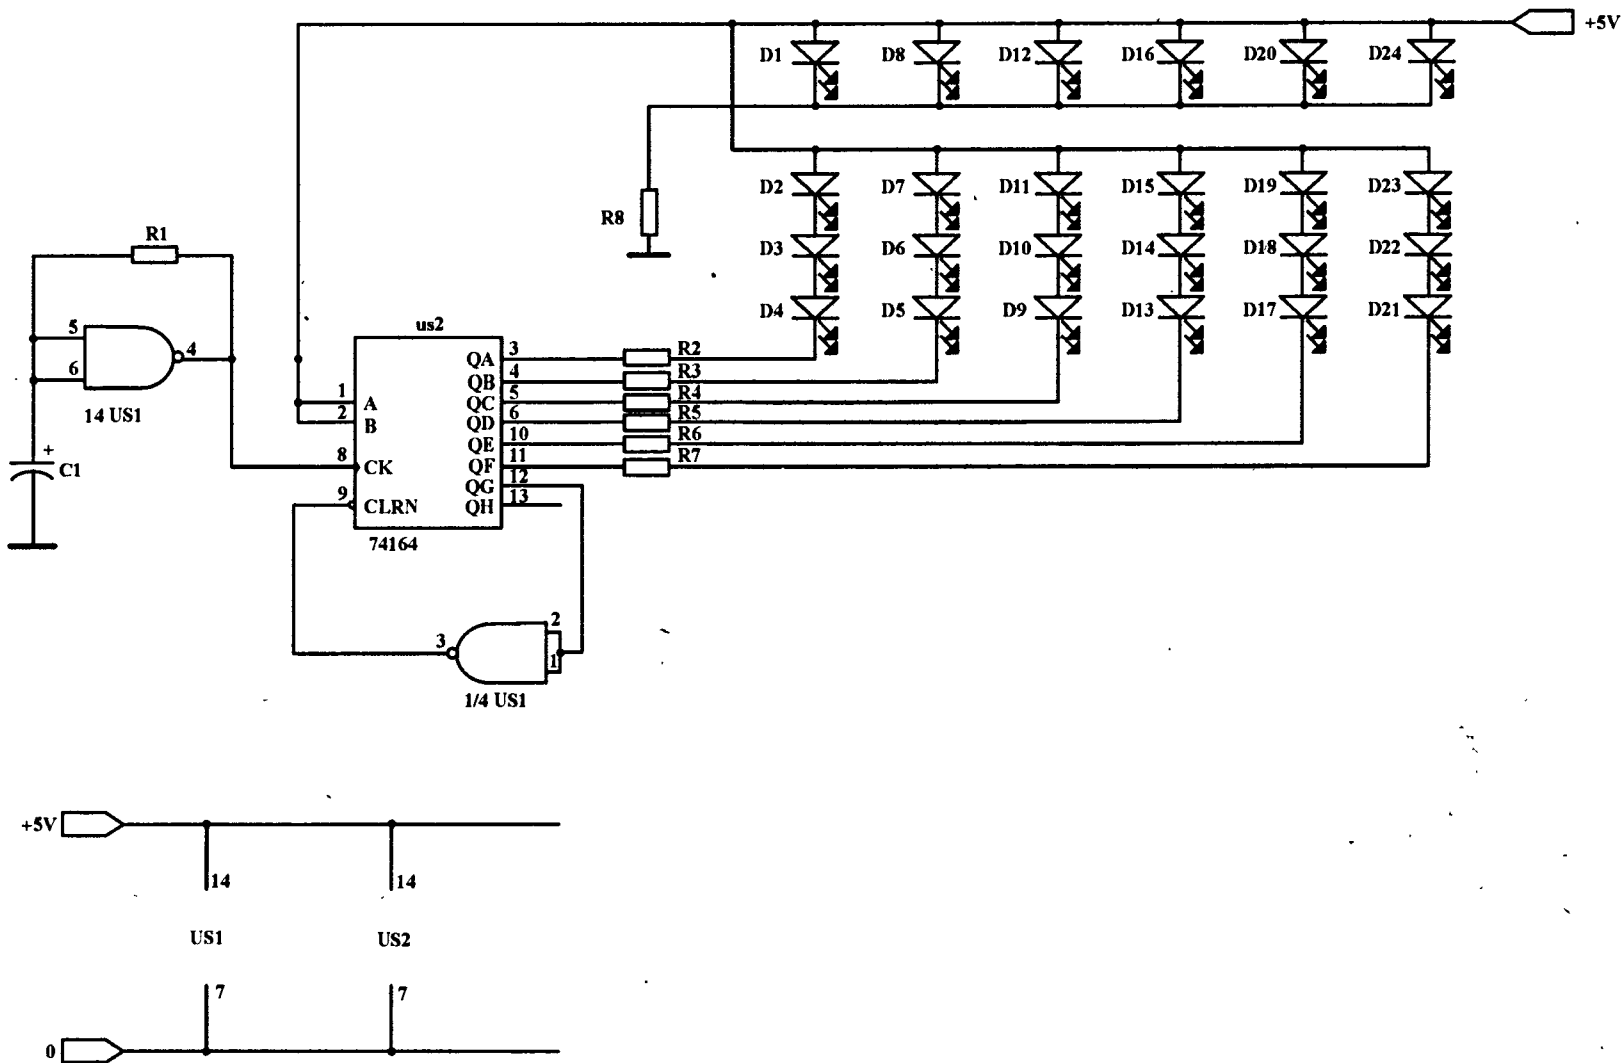 +5V
D1 D8 D12 D16 D20 D24
D2 D7 D11 D15 D19 D23
R8
R1
D3 D6 D10 D14 D18 D22
D4 D5 D9 D13 D17 D21
us2
5
4
6
14 US1
QA 3 R2
QB 4 R3
1 A QC 5 R4
2 B QD 6 R5
QE 10 R6
8 CK QF 11 R7
+
C1
QG 12
9 CLRN QH 13
74164
2
3
1
1/4 US1
+5V
14 14
US1 US2
7 7
0